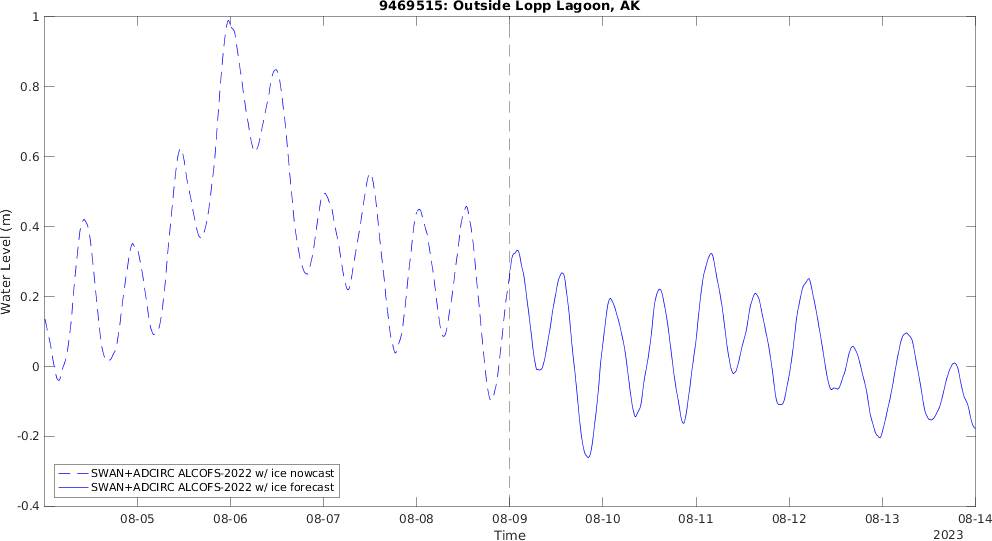 9469515: Outside Lopp Lagoon, AK
1
0.8
0.6
0.4
0.2
0
-0.2
-0.4
Water Level (m)
SWAN+ADCIRC ALCOFS-2022 w/ ice nowcast
SWAN+ADCIRC ALCOFS-2022 w/ ice forecast
08-05 08-06 08-07 08-08 08-09 08-10 08-11 08-12 08-13 08-14
Time
2023